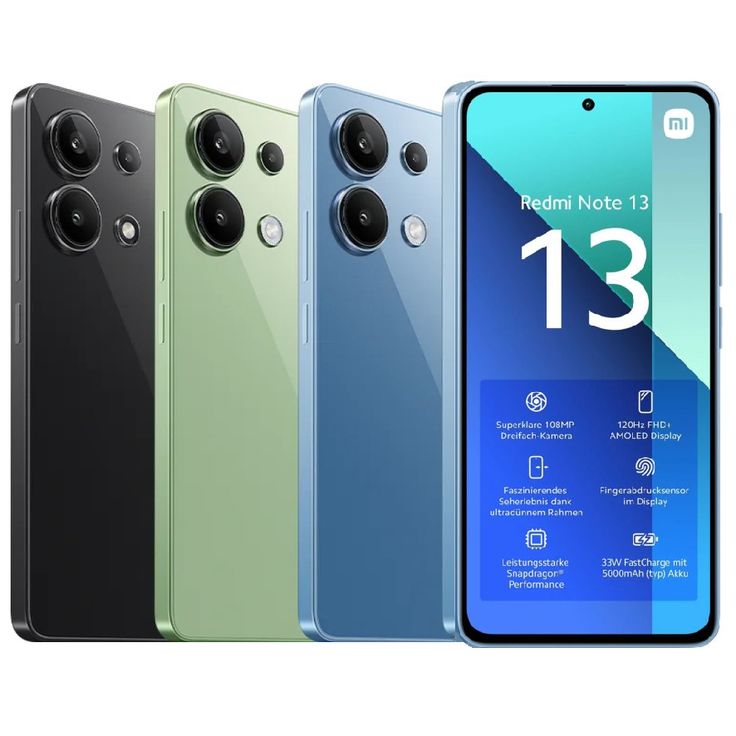 mi
Redmi Note 13
13
Superklare 108MP
Dreifach-Kamera
120Hz FHD+
AMOLED Display
Faszinierendes
Seherlebnis dank
ultradünnem Rahmen
Fingerabdrucksensor
im Display
Leistungsstarke
Snapdragon®
Performance
33W FastCharge mit
5000mAh (typ) Akku